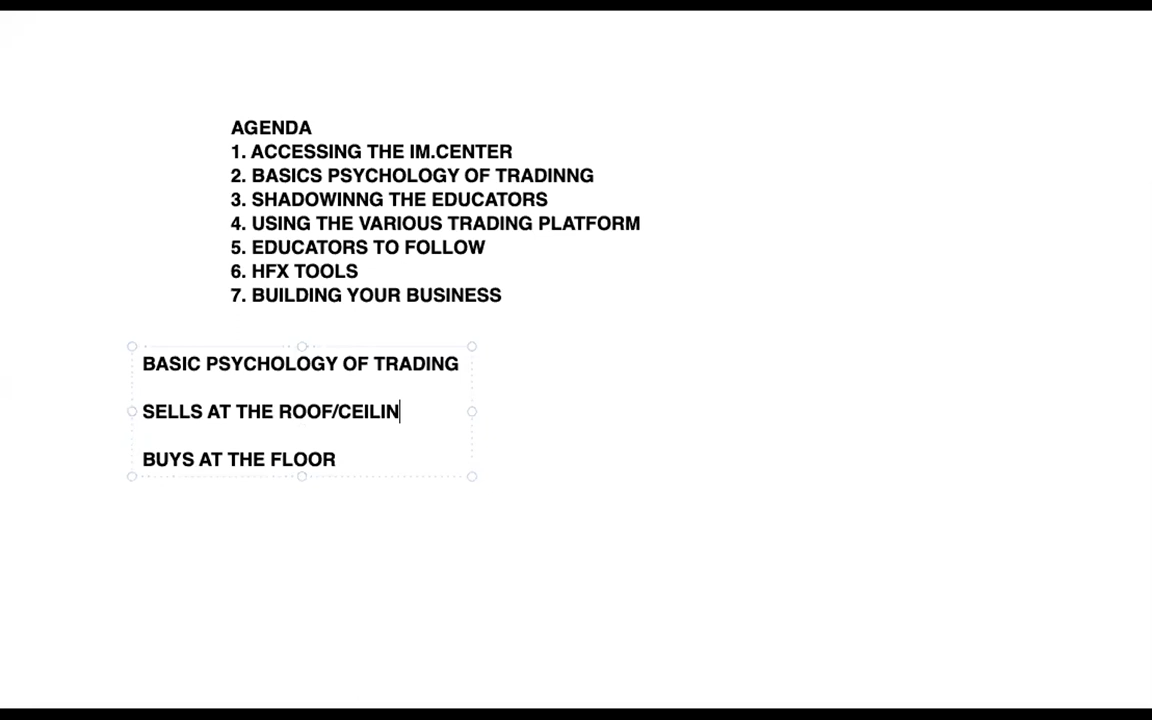 AGENDA
1. ACCESSING THE IM.CENTER
2. BASICS PSYCHOLOGY OF TRADINNG
3. SHADOWINNG THE EDUCATORS
4. USING THE VARIOUS TRADING PLATFORM
5. EDUCATORS TO FOLLOW
6. HFX TOOLS
7. BUILDING YOUR BUSINESS
BASIC PSYCHOLOGY OF TRADING
SELLS AT THE ROOF/CEILIN
BUYS AT THE FLOOR